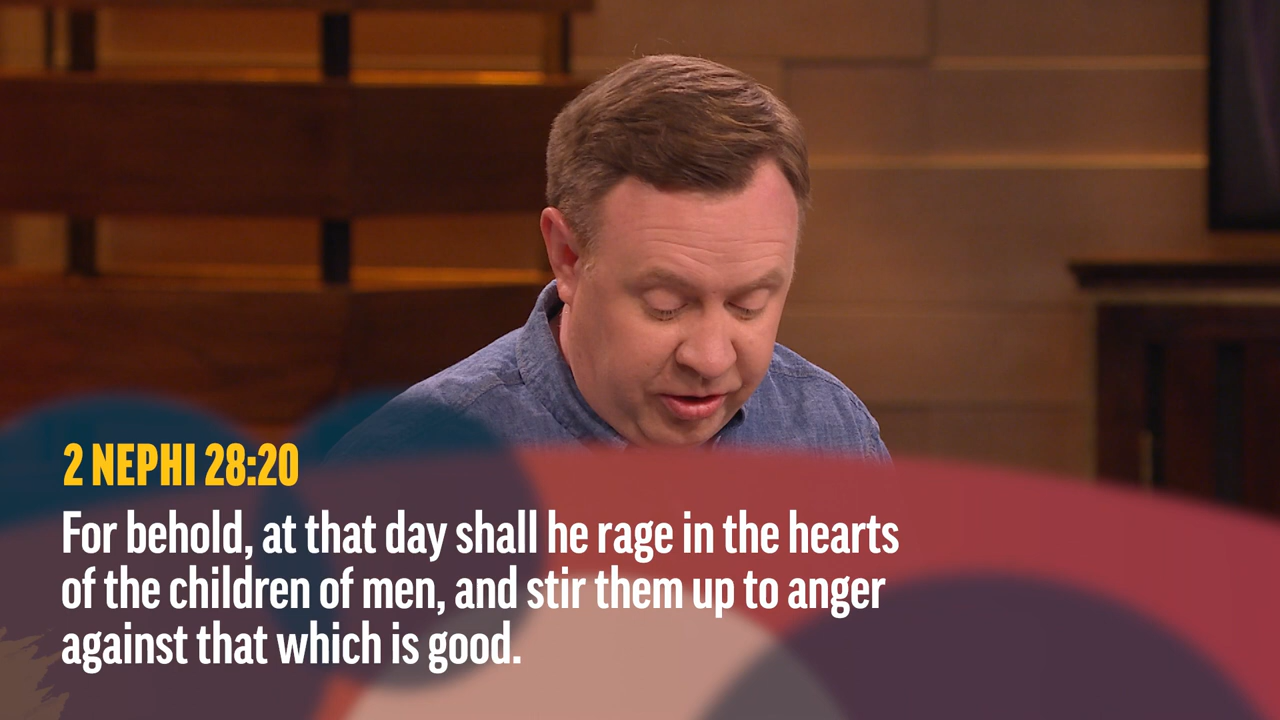 2 NEPHI 28:20
For behold, at that day shall he rage in the hearts
of the children of men, and stir them up to anger
against that which is good.